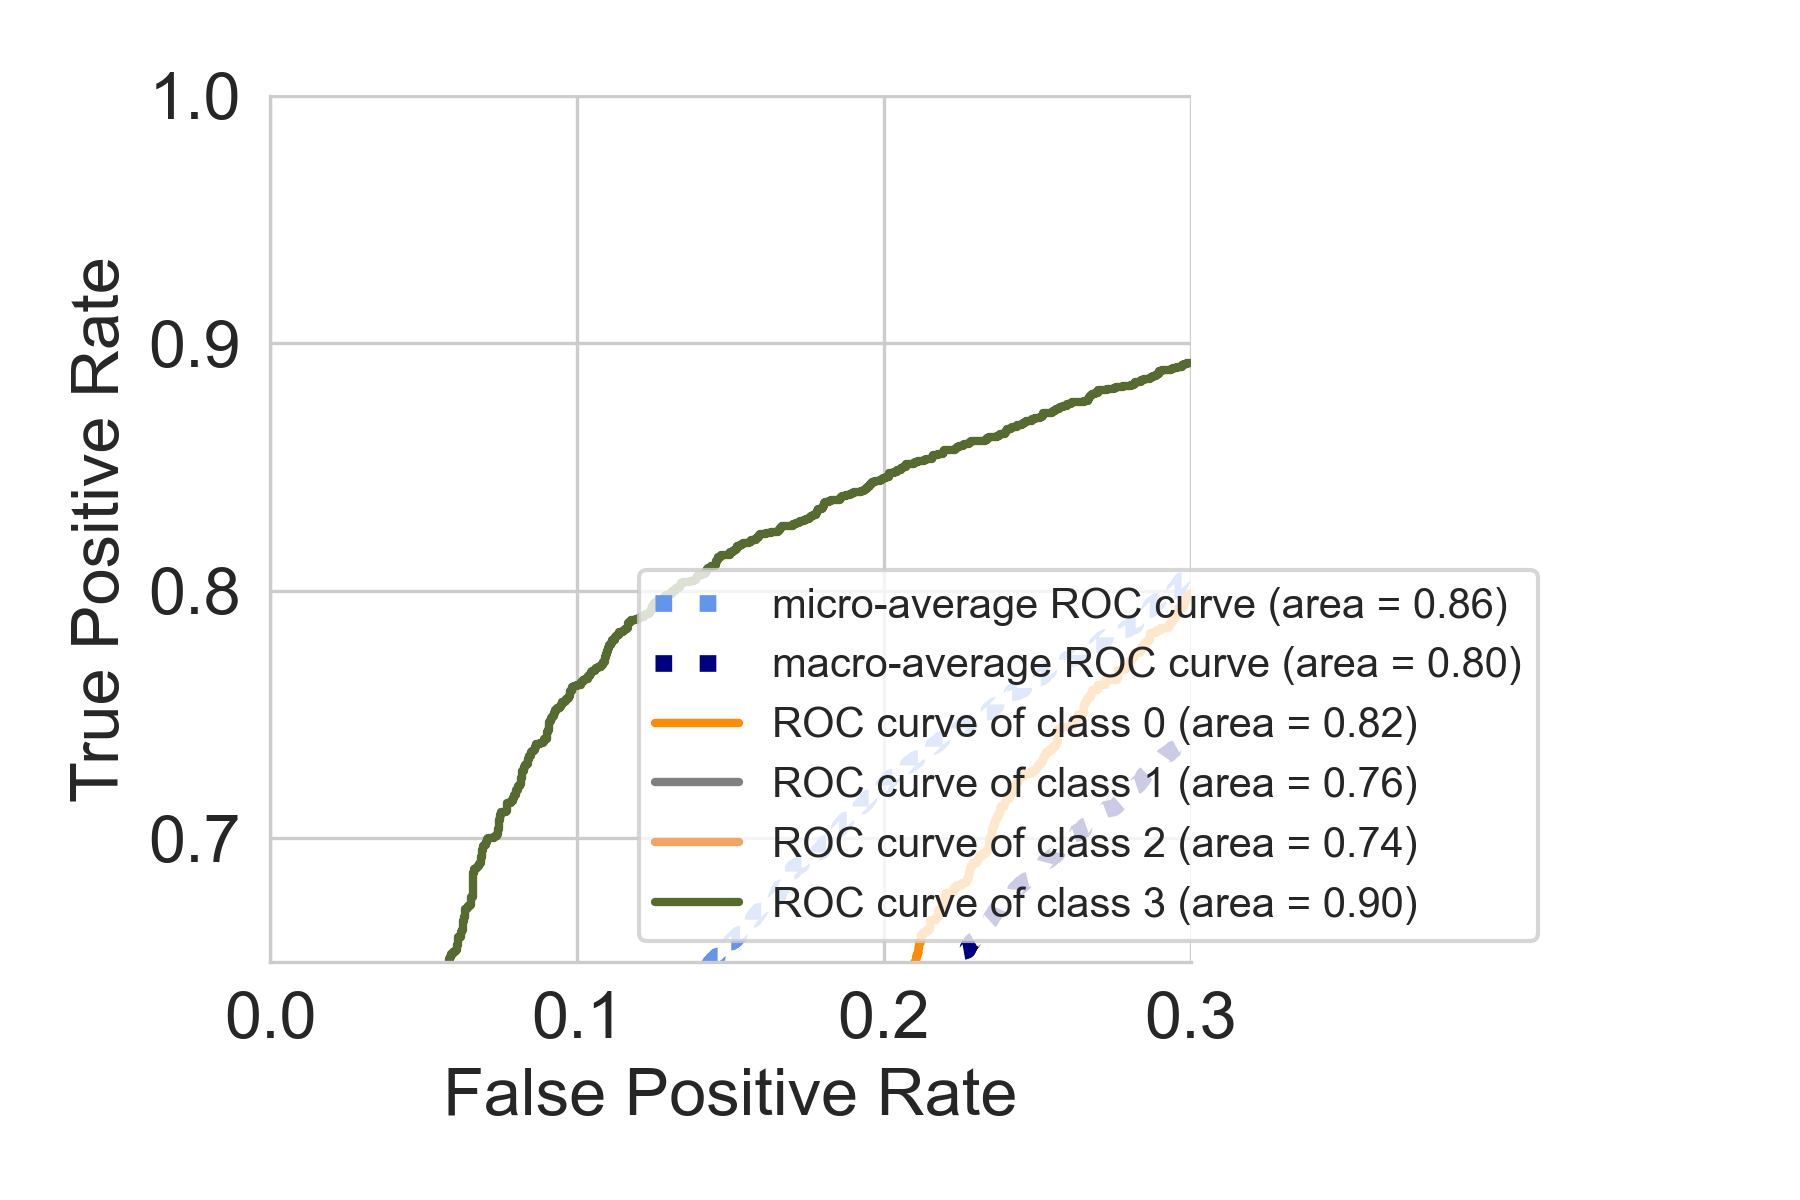 1.0
0.9
0.8
0.7
True Positive Rate
micro-average ROC curve (area = 0.86)
macro-average ROC curve (area = 0.80)
ROC curve of class 0 (area = 0.82)
ROC curve of class 1 (area = 0.76)
ROC curve of class 2 (area = 0.74)
ROC curve of class 3 (area = 0.90)
0.0 0.1 0.2 0.3
False Positive Rate